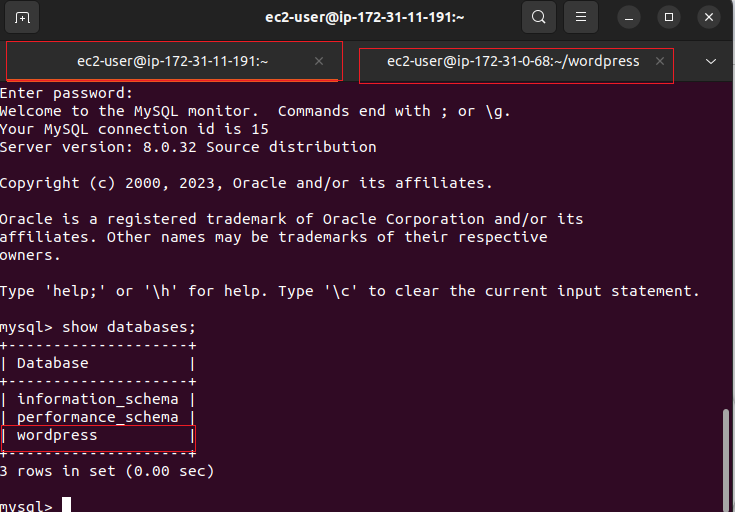 ec2-user@ip-172-31-11-191:~
ec2-user@ip-172-31-11-191:~ ×
ec2-user@ip-172-31-0-68:~/wordpress ×
Enter password:
Welcome to the MySQL monitor.  Commands end with ; or \g.
Your MySQL connection id is 15
Server version: 8.0.32 Source distribution
Copyright (c) 2000, 2023, Oracle and/or its affiliates.
Oracle is a registered trademark of Oracle Corporation and/or its
affiliates. Other names may be trademarks of their respective
owners.
Type 'help;' or '\h' for help. Type '\c' to clear the current input statement.
mysql> show databases;
+--------------------+
| Database           |
+--------------------+
| information_schema |
| performance_schema |
| wordpress          |
+--------------------+
3 rows in set (0.00 sec)
mysql>